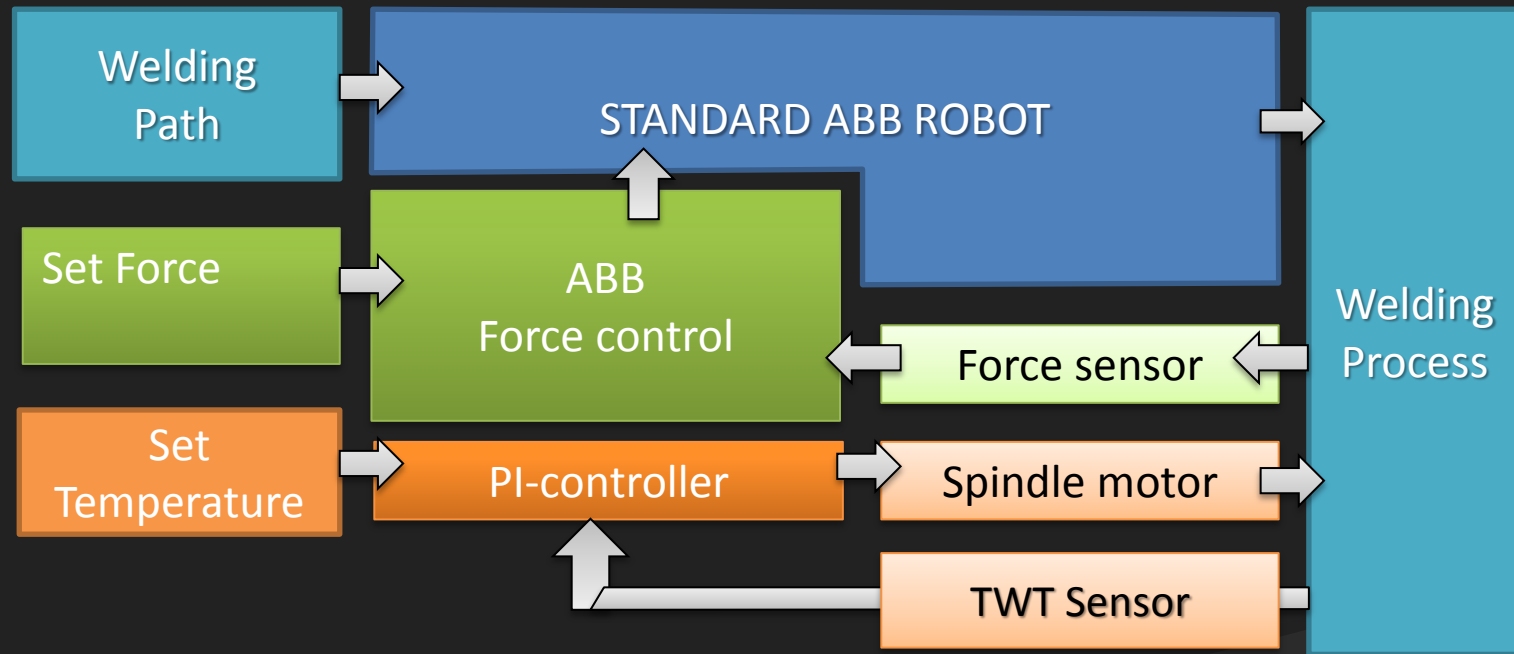 Welding
Path
STANDARD ABB ROBOT
Set Force
ABB
Force control
Welding
Process
Force sensor
Set
Temperature
PI-controller
Spindle motor
TWT Sensor